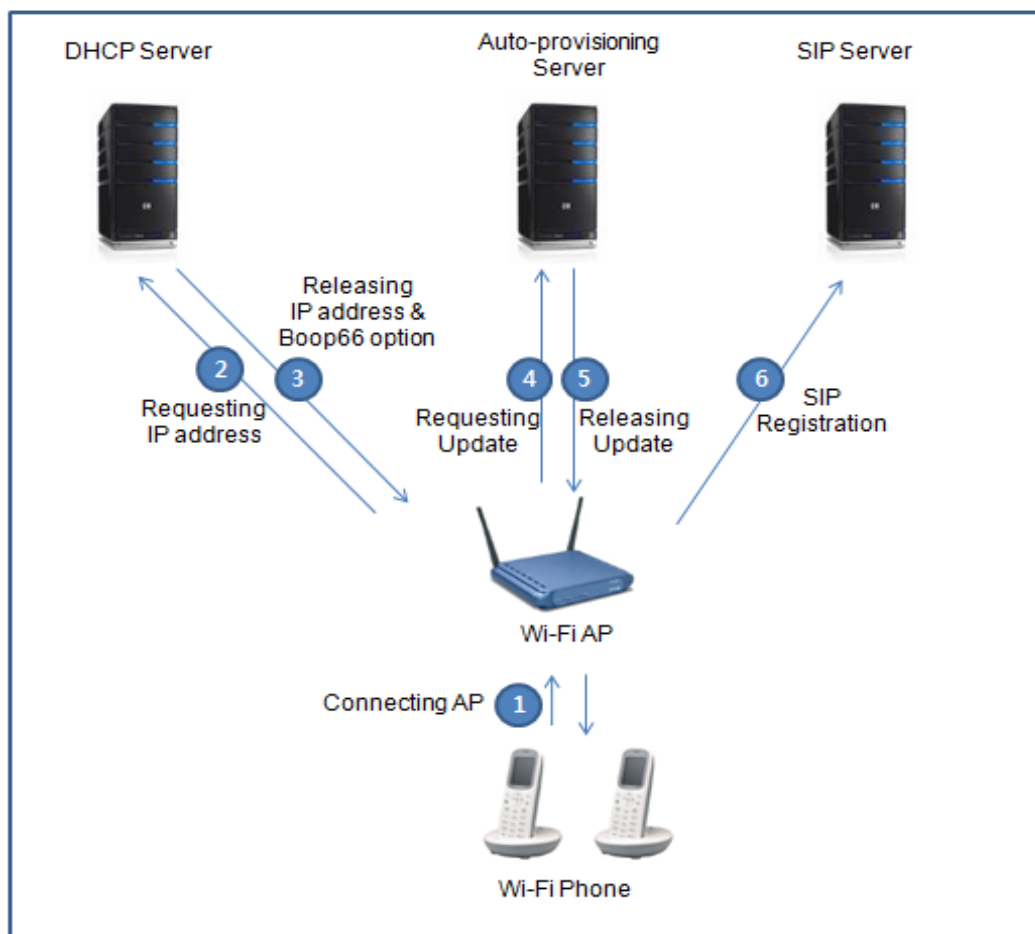 DHCP Server
Auto-provisioning
Server
SIP Server
Releasing
IP address &
Boop66 option
2
3
Requesting
IP address
4
5
Requesting
Update
Releasing
Update
6
SIP
Registration
Wi-Fi AP
Connecting AP
1
Wi-Fi Phone